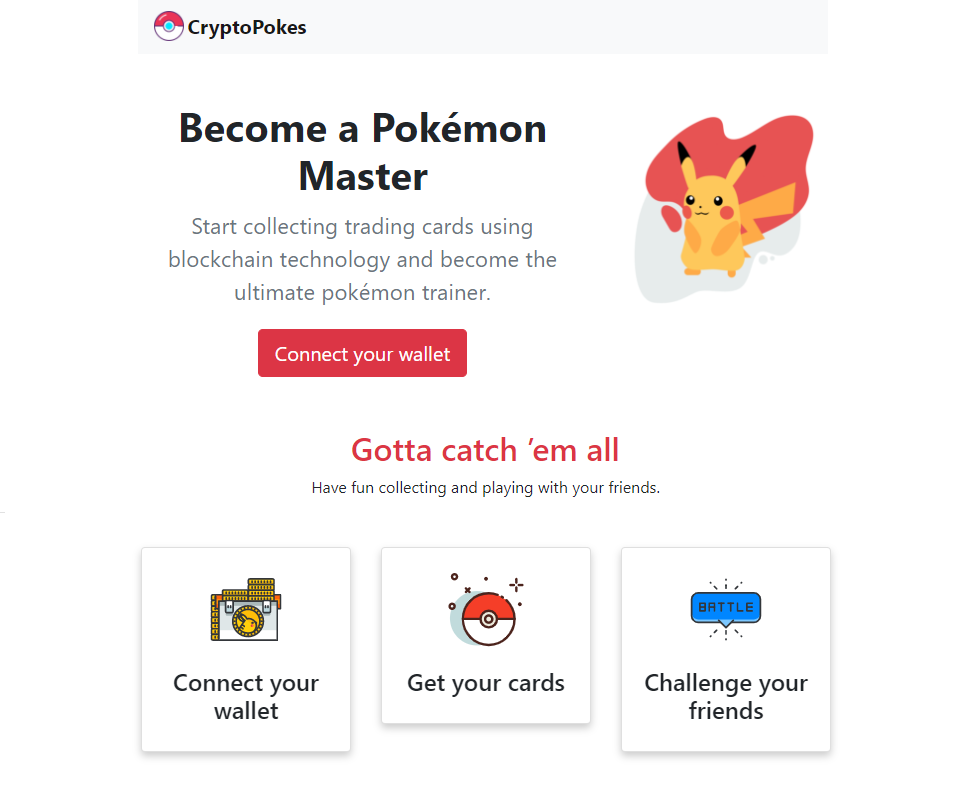 CryptoPokes
Become a Pokémon
Master
Start collecting trading cards using
blockchain technology and become the
ultimate pokémon trainer.
Connect your wallet
Gotta catch ’em all
Have fun collecting and playing with your friends.
BATTLE
Connect your
wallet
Get your cards
Challenge your
friends